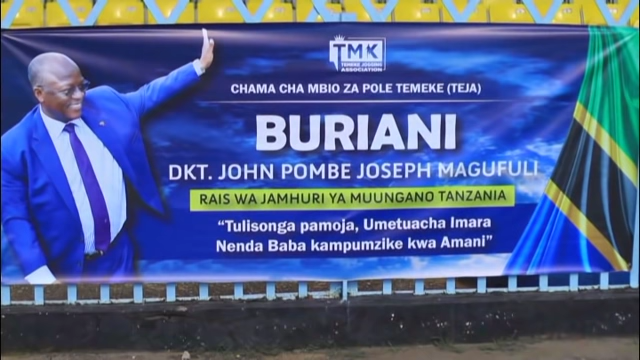 TMK
TEMEKE JOGGING
ASSOCIATION
CHAMA CHA MBIO ZA POLE TEMEKE (TEJA)
BURIANI
DKT. JOHN POMBE JOSEPH MAGUFULI
RAIS WA JAMHURI YA MUUNGANO TANZANIA
“Tulisonga pamoja, Umetuacha Imara
Nenda Baba kampumzike kwa Amani”